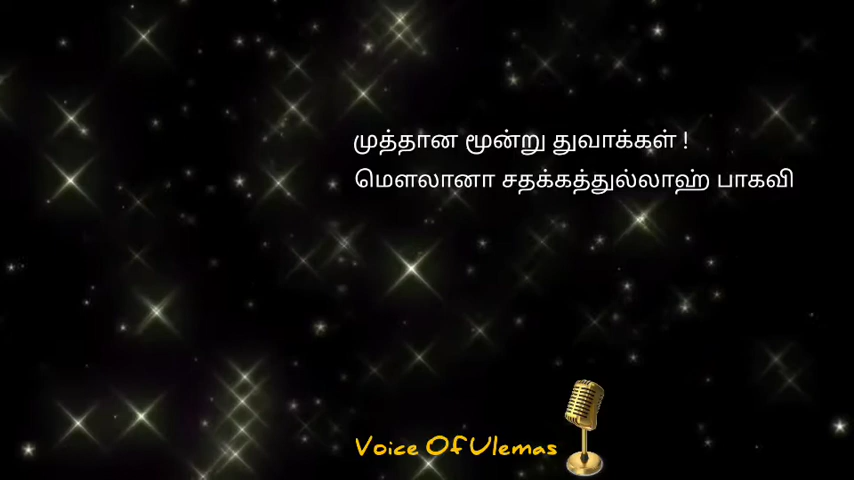 முத்தான மூன்று துவாக்கள் !
மௌலானா சதக்கத்துல்லாஹ் பாகவி
Voice Of Ulemas